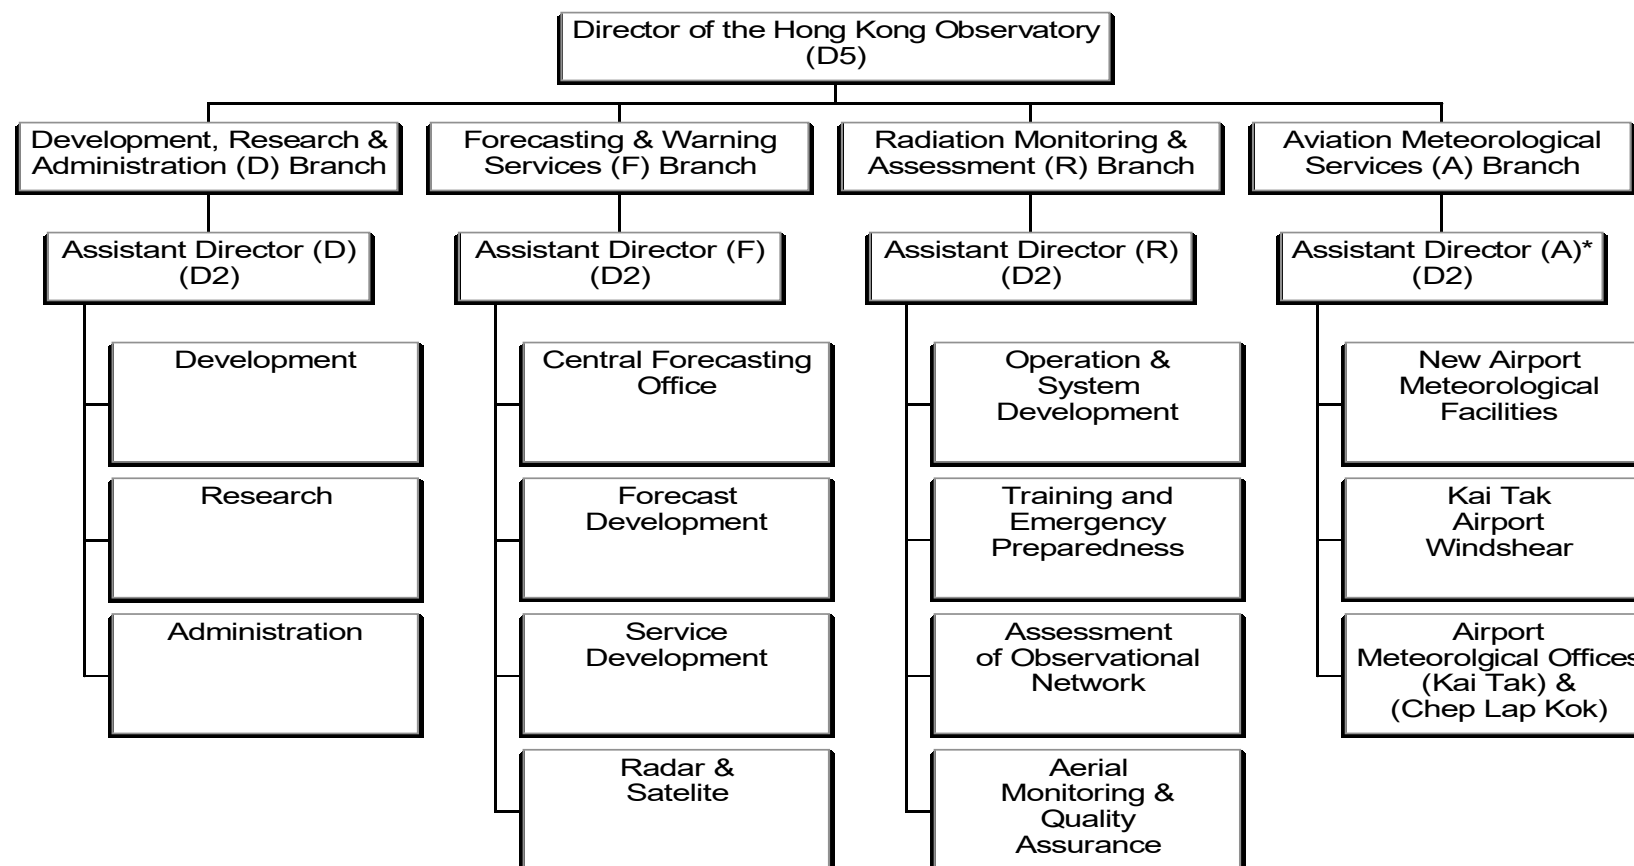 Director of the Hong Kong Observatory
(D5)
Development, Research &
Administration (D) Branch
Forecasting & Warning
Services (F) Branch
Radiation Monitoring &
Assessment (R) Branch
Aviation Meteorological
Services (A) Branch
Assistant Director (D)
(D2)
Assistant Director (F)
(D2)
Assistant Director (R)
(D2)
Assistant Director (A)*
(D2)
Development
Research
Administration
Central Forecasting
Office
Forecast
Development
Service
Development
Radar &
Satelite
Operation &
System
Development
Training and
Emergency
Preparedness
Assessment
of Observational
Network
Aerial
Monitoring &
Quality
Assurance
New Airport
Meteorological
Facilities
Kai Tak
Airport
Windshear
Airport
Meteorolgical Offices
(Kai Tak) &
(Chep Lap Kok)